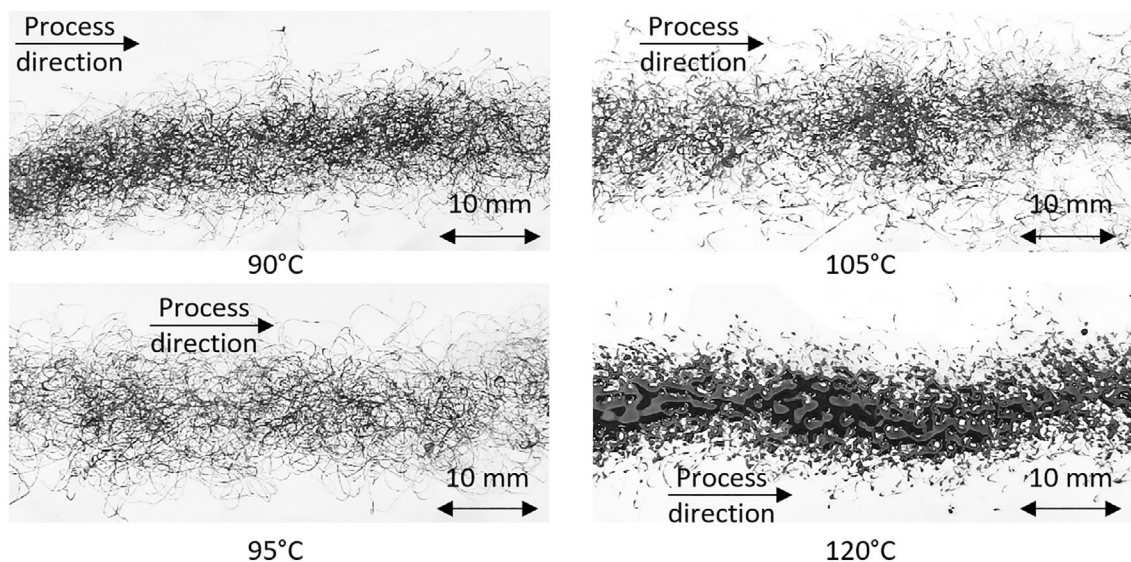 Process
direction
10 mm
90°C
Process
direction
10 mm
105°C
Process
direction
10 mm
95°C
Process
direction
10 mm
120°C